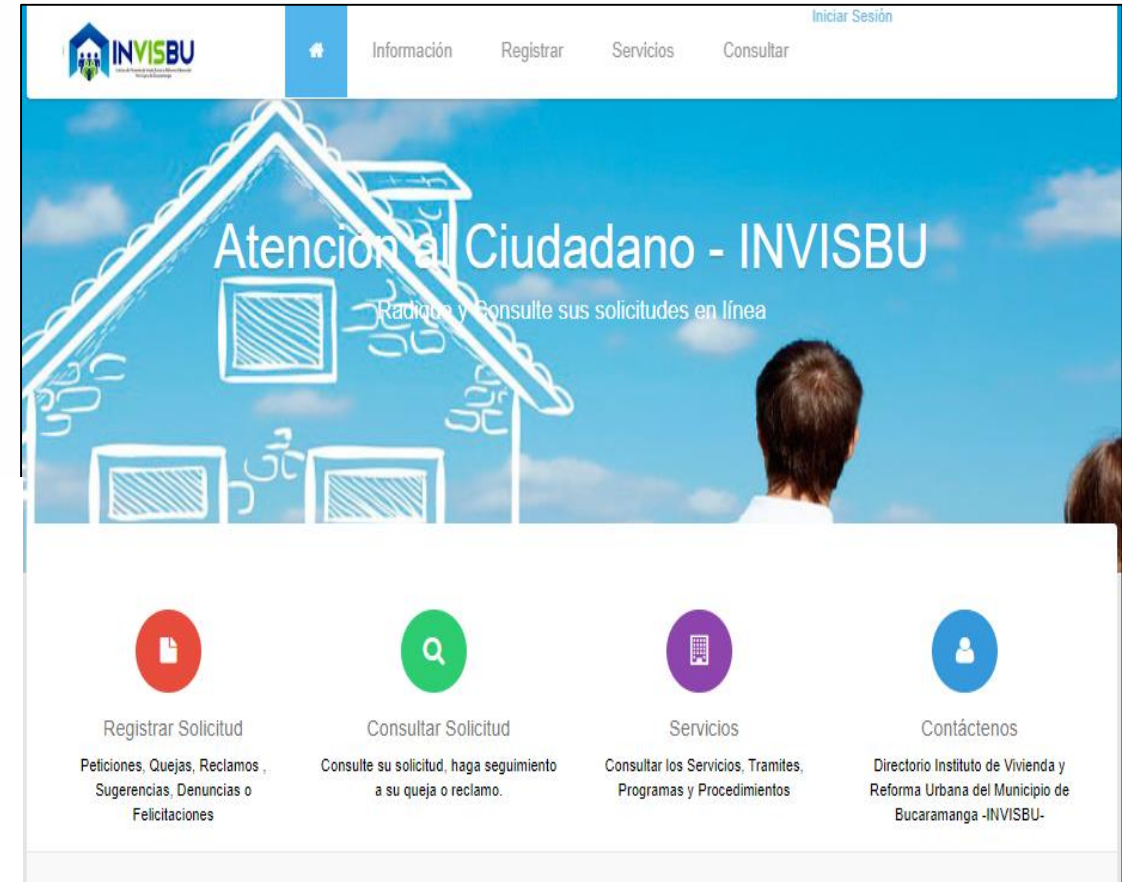 Iniciar Sesión
INVISBU
Información
Registrar
Servicios
Consultar
Atención al Ciudadano - INVISBU
Radique y Consulte sus solicitudes en línea
Registrar Solicitud
Peticiones, Quejas, Reclamos ,
Sugerencias, Denuncias o
Felicitaciones
Consultar Solicitud
Consulte su solicitud, haga seguimiento
a su queja o reclamo.
Servicios
Consultar los Servicios, Tramites,
Programas y Procedimientos
Contáctenos
Directorio Instituto de Vivienda y
Reforma Urbana del Municipio de
Bucaramanga -INVISBU-